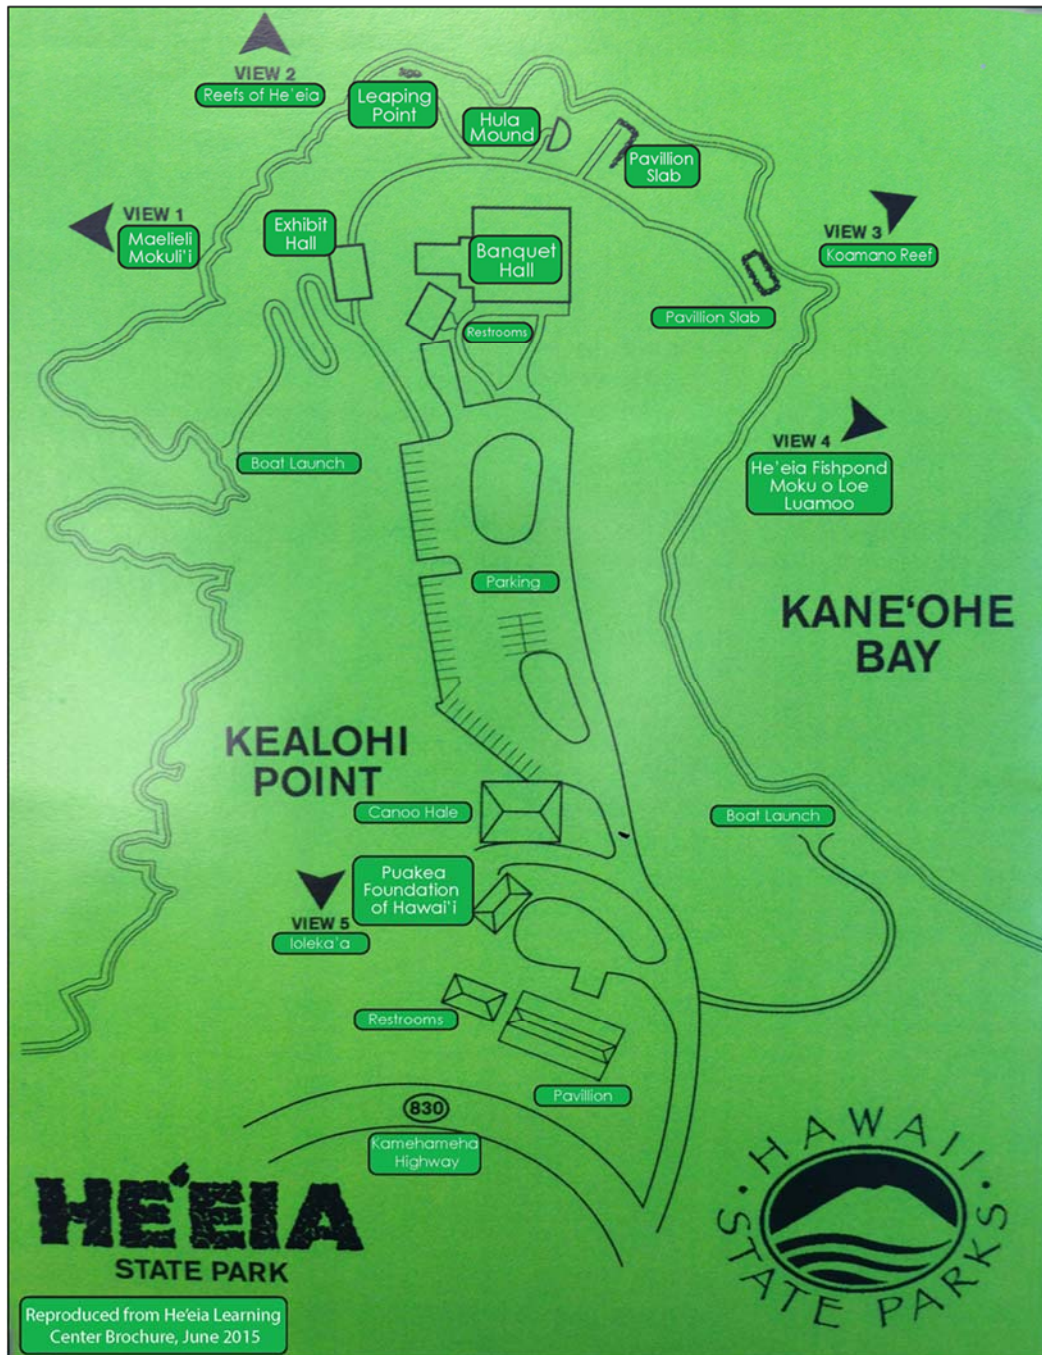 VIEW 2
Reefs of He'eia
Leaping
Point
Hula
Mound
Pavillion
Slab
VIEW 1
Maelieli
Mokuli'i
Exhibit
Hall
Banquet
Hall
VIEW 3
Koamano Reef
Pavillion Slab
Restrooms
Boat Launch
VIEW 4
He'eia Fishpond
Moku o Loe
Luamoo
Parking
KANE'OHE
BAY
KEALOHI
POINT
Canoo Hale
Boat Launch
Puakea
Foundation
of Hawai'i
VIEW 5
Ioleka'a
Restrooms
Pavillion
830
Kamehameha
Highway
HE'EIA
STATE PARK
HAWAII
STATE PARKS
Reproduced from He'eia Learning
Center Brochure, June 2015